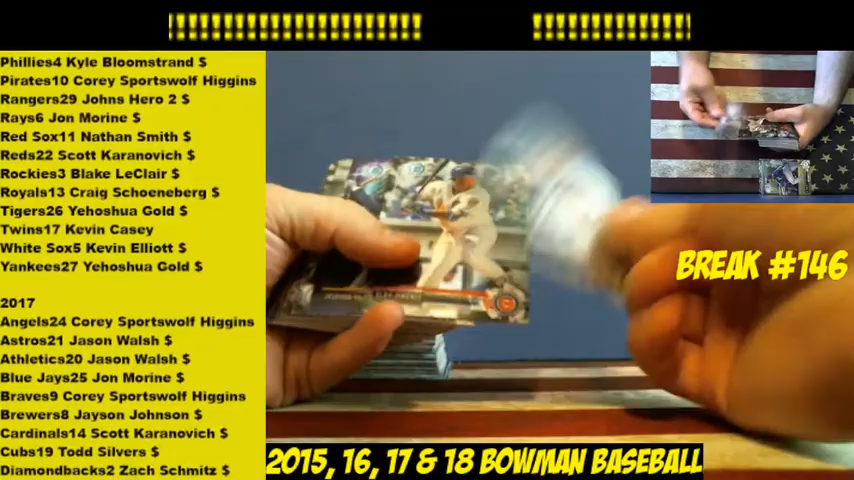 !!!!!!!!!!!!!!!!!!!!!!!!!!!!! !!!!!!!!!!!!!!!!!!
Phillies4 Kyle Bloomstrand $
Pirates10 Corey Sportswolf Higgins
Rangers29 Johns Hero 2 $
Rays6 Jon Morine $
Red Sox11 Nathan Smith $
Reds22 Scott Karanovich $
Rockies3 Blake LeClair $
Royals13 Craig Schoeneberg $
Tigers26 Yehoshua Gold $
Twins17 Kevin Casey
White Sox5 Kevin Elliott $
Yankees27 Yehoshua Gold $
2017
Angels24 Corey Sportswolf Higgins
Astros21 Jason Walsh $
Athletics20 Jason Walsh $
Blue Jays25 Jon Morine $
Braves9 Corey Sportswolf Higgins
Brewers8 Jayson Johnson $
Cardinals14 Scott Karanovich $
Cubs19 Todd Silvers $
Diamondbacks2 Zach Schmitz $
BREAK #146
2015, 16, 17 & 18 BOWMAN BASEBALL